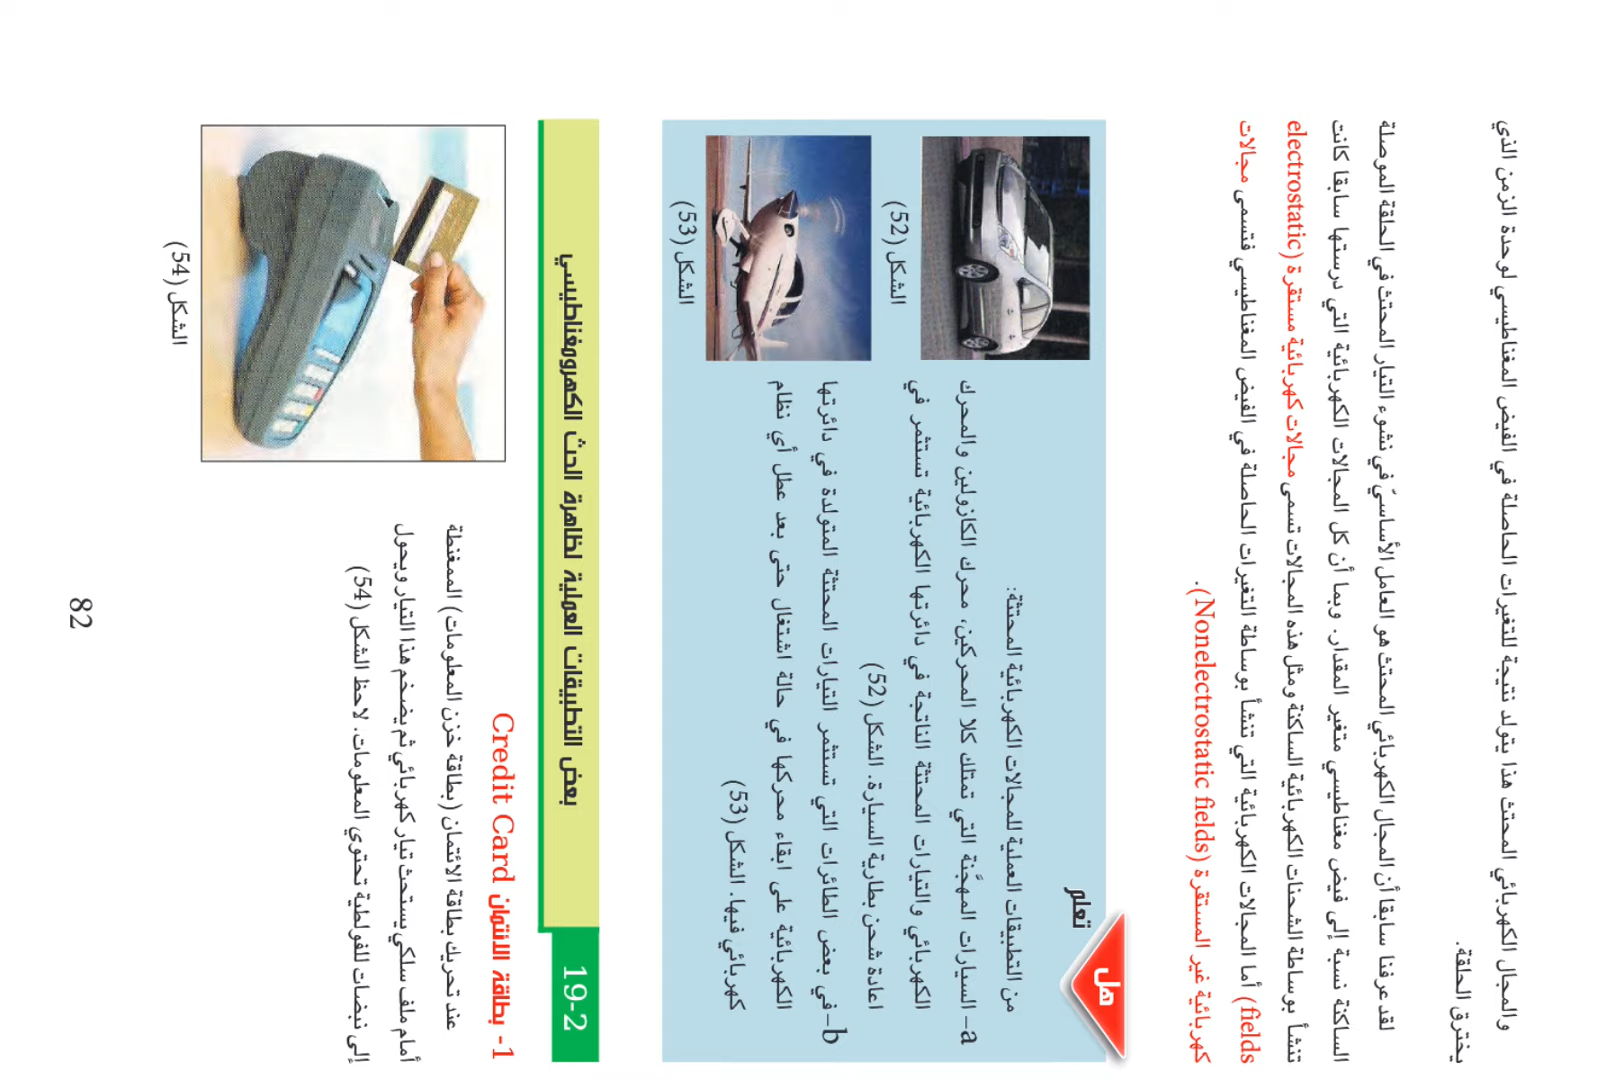 والمجال الكهربائي المحتث هذا يتولد نتيجة للتغيرات الحاصلة في الفيض المغناطيسي لوحدة الزمن الذي
يخترق الحلقة.
لقد عرفنا سابقا أن المجال الكهربائي المحتث هو العامل الأساسيّ في نشوء التيار المحتث في الحلقة الموصلة
الساكنة نسبة إلى فيض مغناطيسي متغير المقدار. وبما أن كل المجالات الكهربائية التي درستها سابقا كانت
تنشأ بوساطة الشحنات الكهربائية الساكنة ومثل هذه المجالات تسمى مجالات كهربائية مستقرة (electrostatic
fields) أما المجالات الكهربائية التي تنشأ بوساطة التغيرات الحاصلة في الفيض المغناطيسي فتسمى مجالات
كهربائية غير المستقرة (Nonelectrostatic fields).
هل
تعلم
من التطبيقات العملية للمجالات الكهربائية المحتثة:
a- السيارات المهجَّنة التي تمتلك كلا المحركين، محرك الكازولين والمحرك
الكهربائي والتيارات المحتثة الناتجة في دائرتها الكهربائية تستثمر في
اعادة شحن بطارية السيارة. الشكل (52)
b- في بعض الطائرات التي تستثمر التيارات المحتثة المتولدة في دائرتها
الكهربائية على ابقاء محركها في حالة اشتغال حتى بعد عطل أي نظام
كهربائي فيها. الشكل (53)
الشكل (52)
الشكل (53)
2-19
بعض التطبيقات العملية لظاهرة الحث الكهرومغناطيسي
1- بطاقة الائتمان Credit Card
عند تحريك بطاقة الائتمان (بطاقة خزن المعلومات) الممغنطة
أمام ملف سلكي يستحث تيار كهربائي ثم يضخم هذا التيار ويحول
إلى نبضات للفولطية تحتوي المعلومات. لاحظ الشكل (54)
الشكل (54)
82